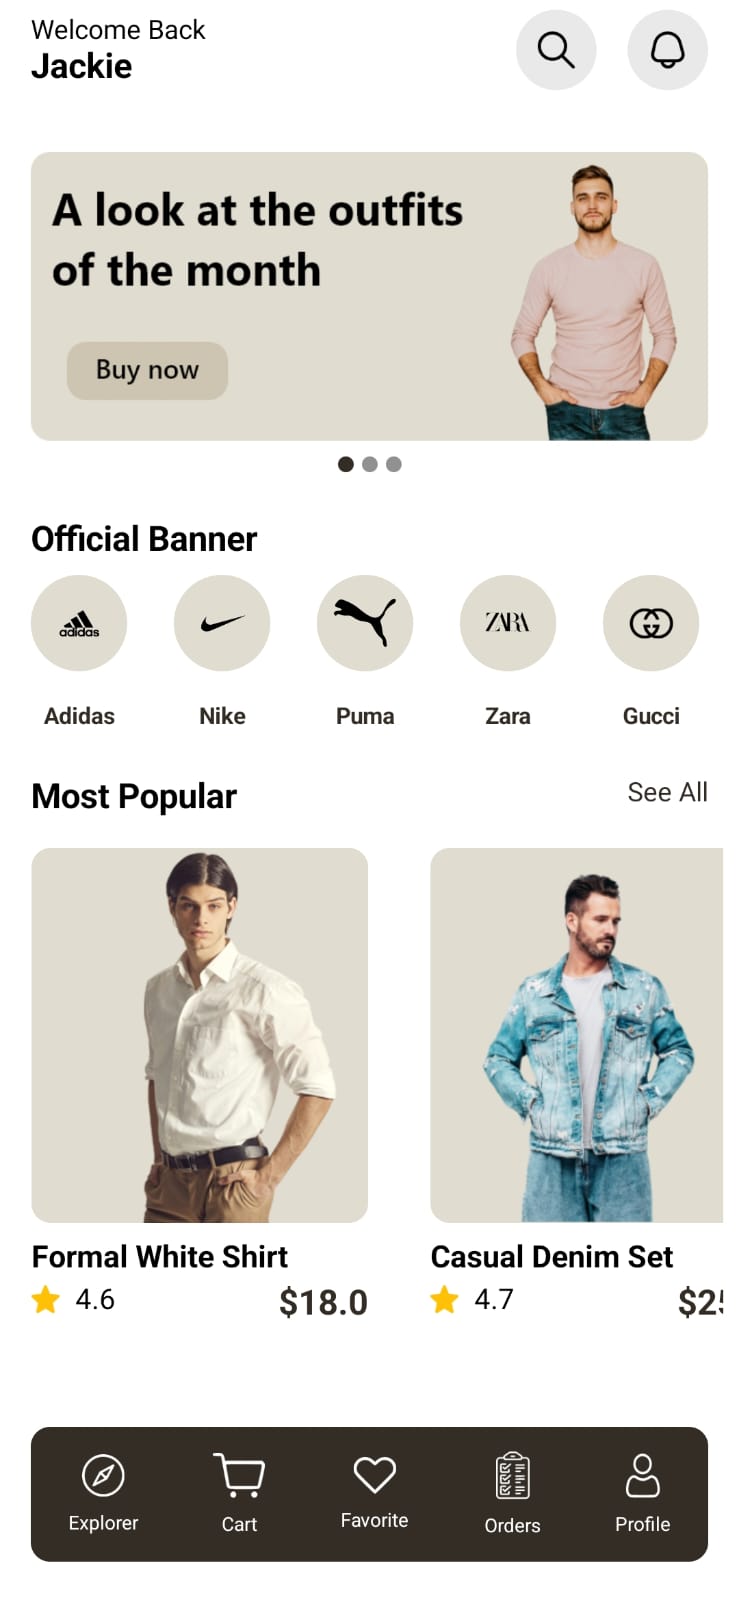 Welcome Back
Jackie
A look at the outfits
of the month
Buy now
Official Banner
adidas
ZARA
Adidas
Nike
Puma
Zara
Gucci
Most Popular
See All
Formal White Shirt
Casual Denim Set
4.6
$18.0
4.7
Explorer
Cart
Favorite
Orders
Profile